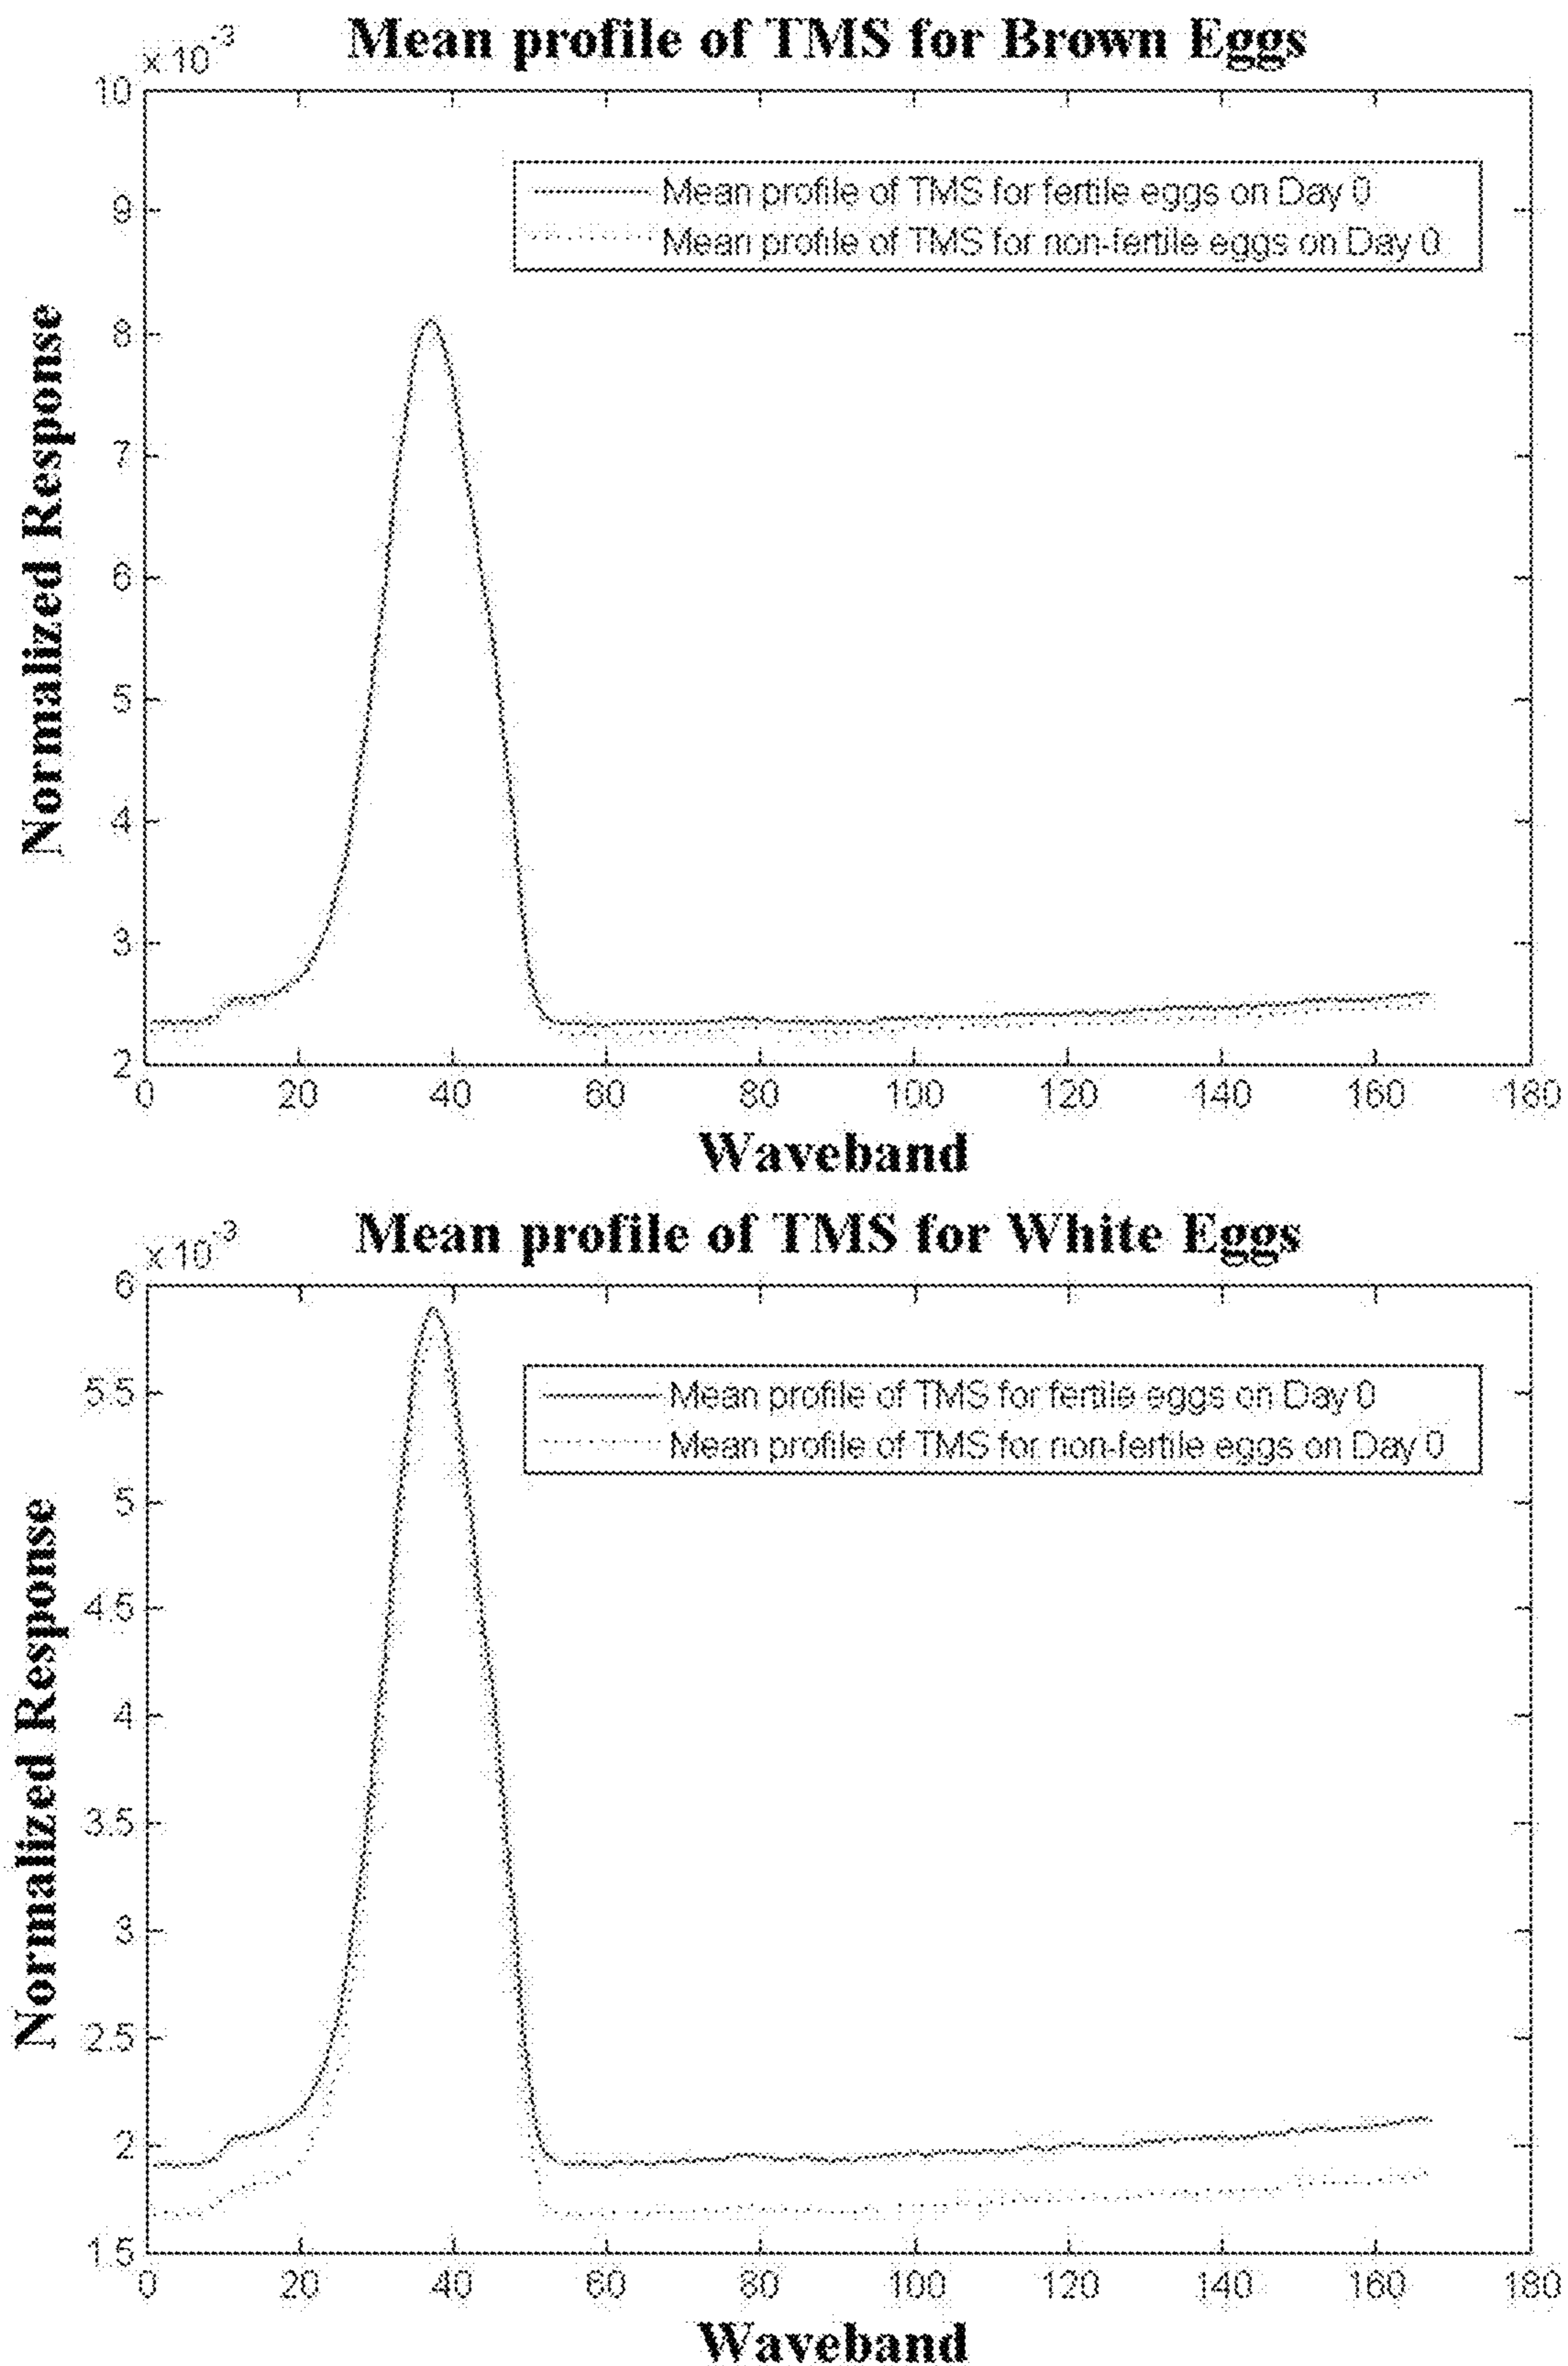 Mean profile of TMS for Brown Eggs
x 10^-3
10
Mean profile of TMS for fertile eggs on Day 0
9
Mean profile of TMS for non-fertile eggs on Day 0
8
7
6
5
4
3
2
Normalized Response
0 20 40 60 80 100 120 140 160 180
Waveband
Mean profile of TMS for White Eggs
x 10^-3
6
Mean profile of TMS for fertile eggs on Day 0
5.5
Mean profile of TMS for non-fertile eggs on Day 0
5
4.5
4
3.5
3
2.5
2
1.5
Normalized Response
0 20 40 60 80 100 120 140 160 180
Waveband